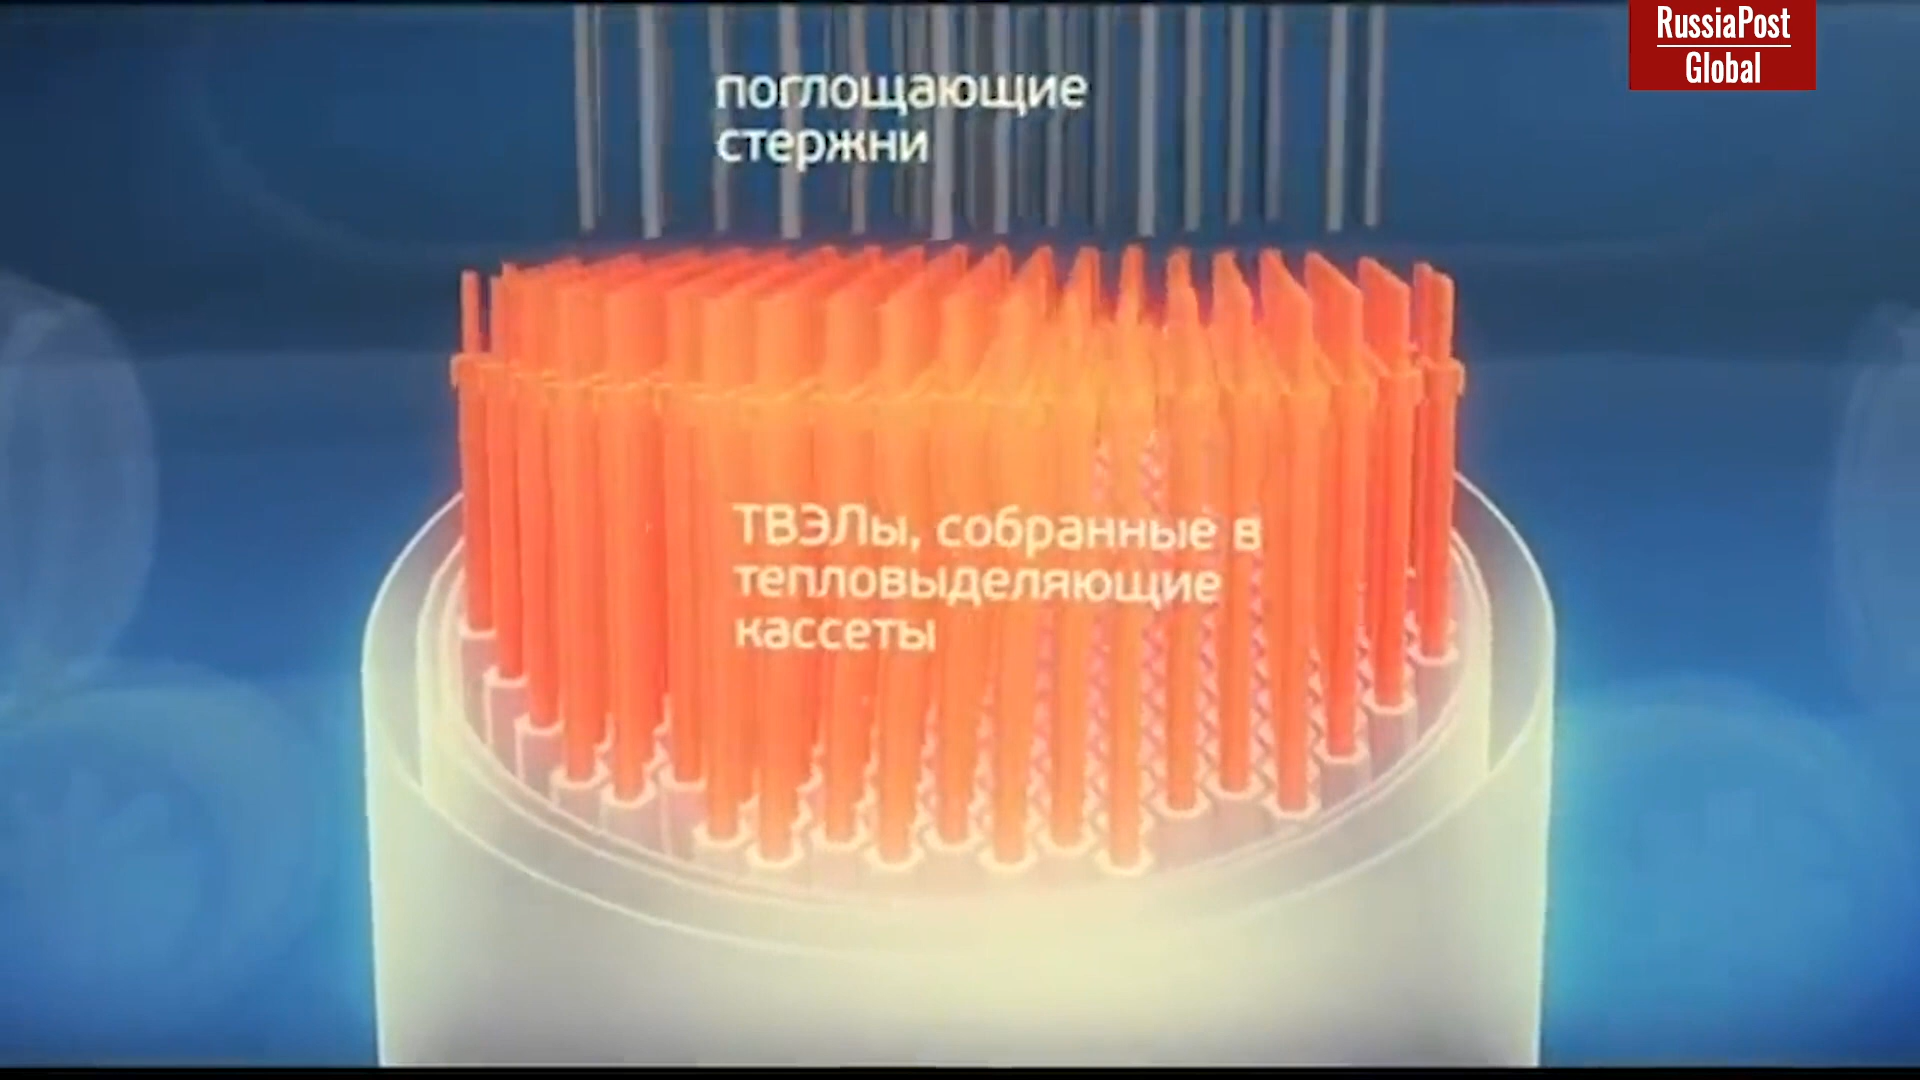 RussiaPost
Global
поглощающие
стержни
ТВЭЛы, собранные в
тепловыделяющие
кассеты